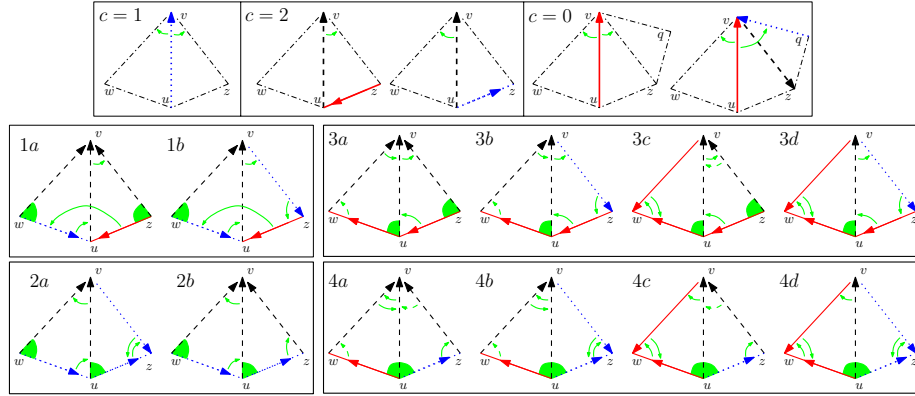 c = 1 v w u z
c = 2 v u z v w u z
c = 0 v q w u z v q w u z
1a v w z u
1b v w z u
3a v w z u
3b v w z u
3c v w z u
3d v w z u
2a v w z u
2b v w z u
4a v w z u
4b v w z u
4c v w z u
4d v w z u